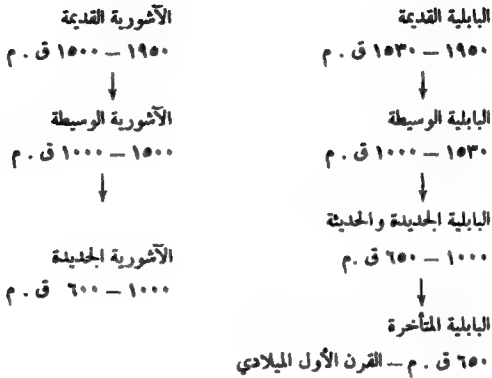 البابلية القديمة
١٩٥٠ — ١٥٣٠ ق . م
↓
البابلية الوسيطة
١٥٣٠ — ١٠٠٠ ق . م
↓
البابلية الجديدة والحديثة
١٠٠٠ — ٦٥٠ ق .م
↓
البابلية المتأخرة
٦٥٠ ق . م — القرن الأول الميلادي
الآشورية القديمة
١٩٥٠ — ١٥٠٠ ق . م
↓
الآشورية الوسيطة
١٥٠٠ — ١٠٠٠ ق . م
↓
الآشورية الجديدة
١٠٠٠ — ٦٠٠ ق . م